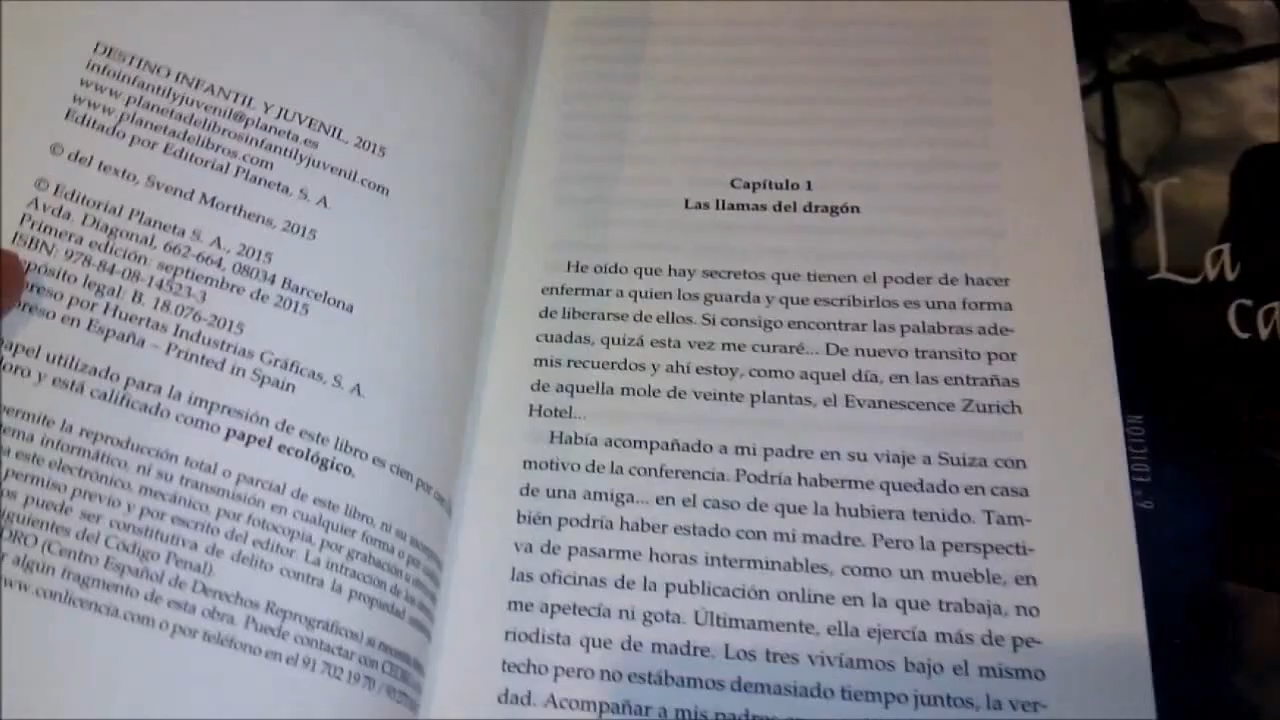 DESTINO INFANTIL Y JUVENIL, 2015
infoinfantilyjuvenil@planeta.es
www.planetadelibrosinfantilyjuvenil.com
www.planetadelibros.com
Editado por Editorial Planeta, S. A.
© del texto, Svend Morthens, 2015
© Editorial Planeta S. A., 2015
Avda. Diagonal, 662-664, 08034 Barcelona
Primera edición: septiembre de 2015
ISBN: 978-84-08-14523-3
pósito legal: B. 18.076-2015
reso por Huertas Industrias Gráficas, S. A.
reso en España – Printed in Spain
papel utilizado para la impresión de este libro es cien por cien
loro y está calificado como papel ecológico.
permite la reproducción total o parcial de este libro, ni su
ema informático, ni su transmisión en cualquier forma o por
a este electrónico, mecánico, por fotocopia, por grabación u
permiso previo y por escrito del editor. La infracción de los
os puede ser constitutiva de delito contra la propiedad
iguientes del Código Penal).
DRO (Centro Español de Derechos Reprográficos) si necesita
r algún fragmento de esta obra. Puede contactar con CEDRO
www.conlicencia.com o por teléfono en el 91 702 19 70 /
Capítulo 1
Las llamas del dragón
He oído que hay secretos que tienen el poder de hacer
enfermar a quien los guarda y que escribirlos es una forma
de liberarse de ellos. Si consigo encontrar las palabras ade-
cuadas, quizá esta vez me curaré... De nuevo transito por
mis recuerdos y ahí estoy, como aquel día, en las entrañas
de aquella mole de veinte plantas, el Evanescence Zurich
Hotel...
Había acompañado a mi padre en su viaje a Suiza con
motivo de la conferencia. Podría haberme quedado en casa
de una amiga... en el caso de que la hubiera tenido. Tam-
bién podría haber estado con mi madre. Pero la perspecti-
va de pasarme horas interminables, como un mueble, en
las oficinas de la publicación online en la que trabaja, no
me apetecía ni gota. Últimamente, ella ejercía más de pe-
riodista que de madre. Los tres vivíamos bajo el mismo
techo pero no estábamos demasiado tiempo juntos, la ver-
dad. Acompañar a mis padres
La
ca
6ª EDICIÓN